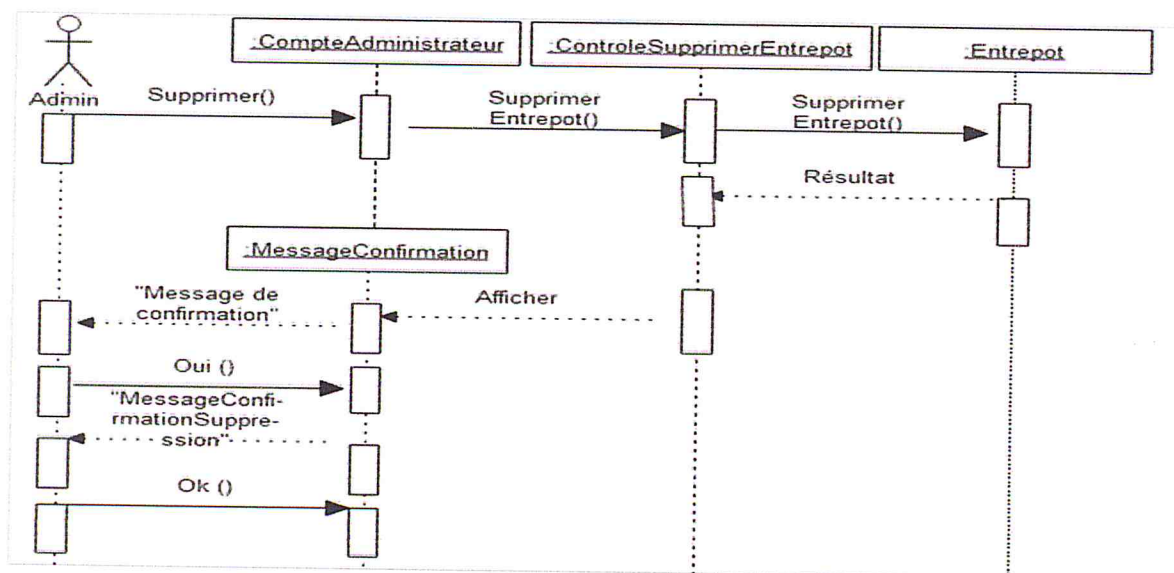 :CompteAdministrateur
:ControleSupprimerEntrepot
:Entrepot
Admin
Supprimer()
Supprimer
Entrepot()
Supprimer
Entrepot()
Résultat
:MessageConfirmation
"Message de
confirmation"
Afficher
Oui ()
"MessageConfi-
rmationSuppre-
ssion"
Ok ()